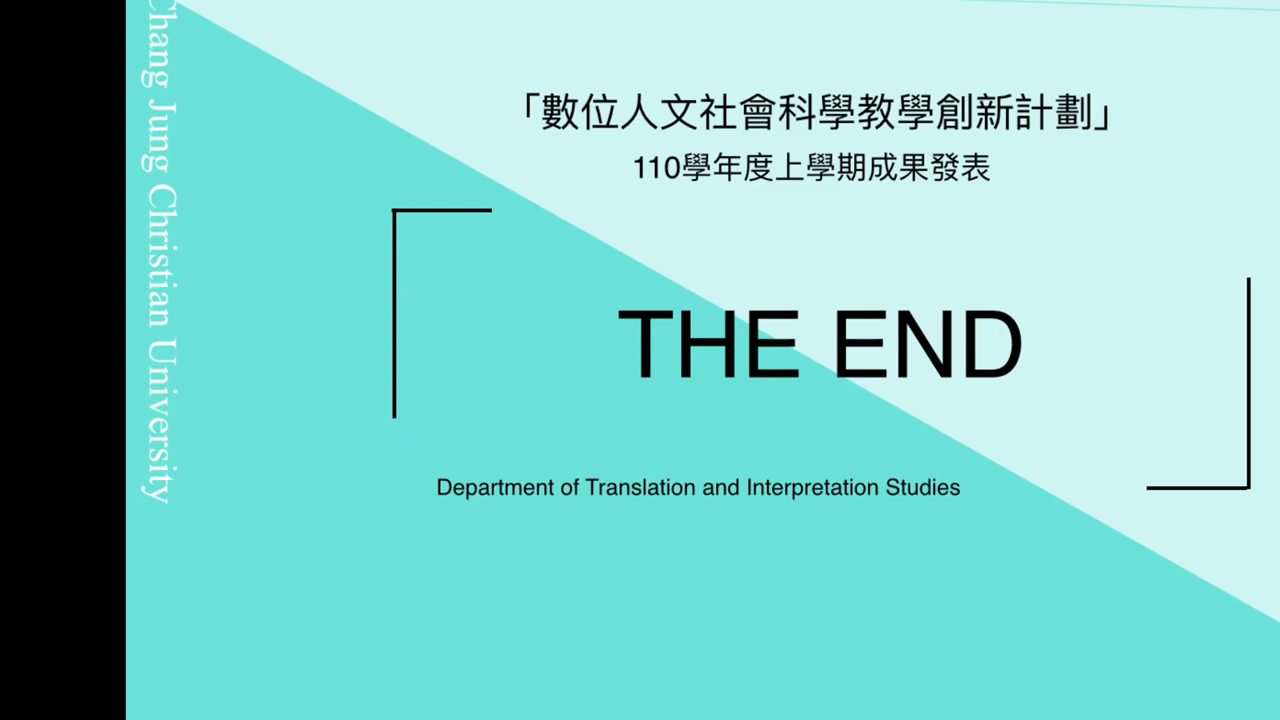 Chang Jung Christian University
「數位人文社會科學教學創新計劃」
110學年度上學期成果發表
THE END
Department of Translation and Interpretation Studies